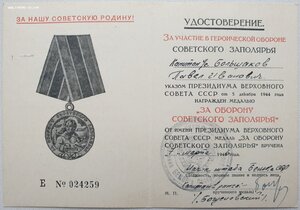 ЗА НАШУ СОВЕТСКУЮ РОДИНУ!
Е № 024259
УДОСТОВЕРЕНИЕ.
ЗА УЧАСТИЕ В ГЕРОИЧЕСКОЙ ОБОРОНЕ
СОВЕТСКОГО ЗАПОЛЯРЬЯ
Павел
УКАЗОМ ПРЕЗИДИУМА ВЕРХОВНОГО
СОВЕТА СССР от 5 декабря 1944 года
НАГРАЖДЕН МЕДАЛЬЮ
„ЗА ОБОРОНУ
СОВЕТСКОГО ЗАПОЛЯРЬЯ"
ОТ ИМЕНИ ПРЕЗИДИУМА ВЕРХОВНОГО
СОВЕТА СССР МЕДАЛЬ „ЗА ОБОРОНУ
СОВЕТСКОГО ЗАПОЛЯРЬЯ" ВРУЧЕНА
штаба
М. П.